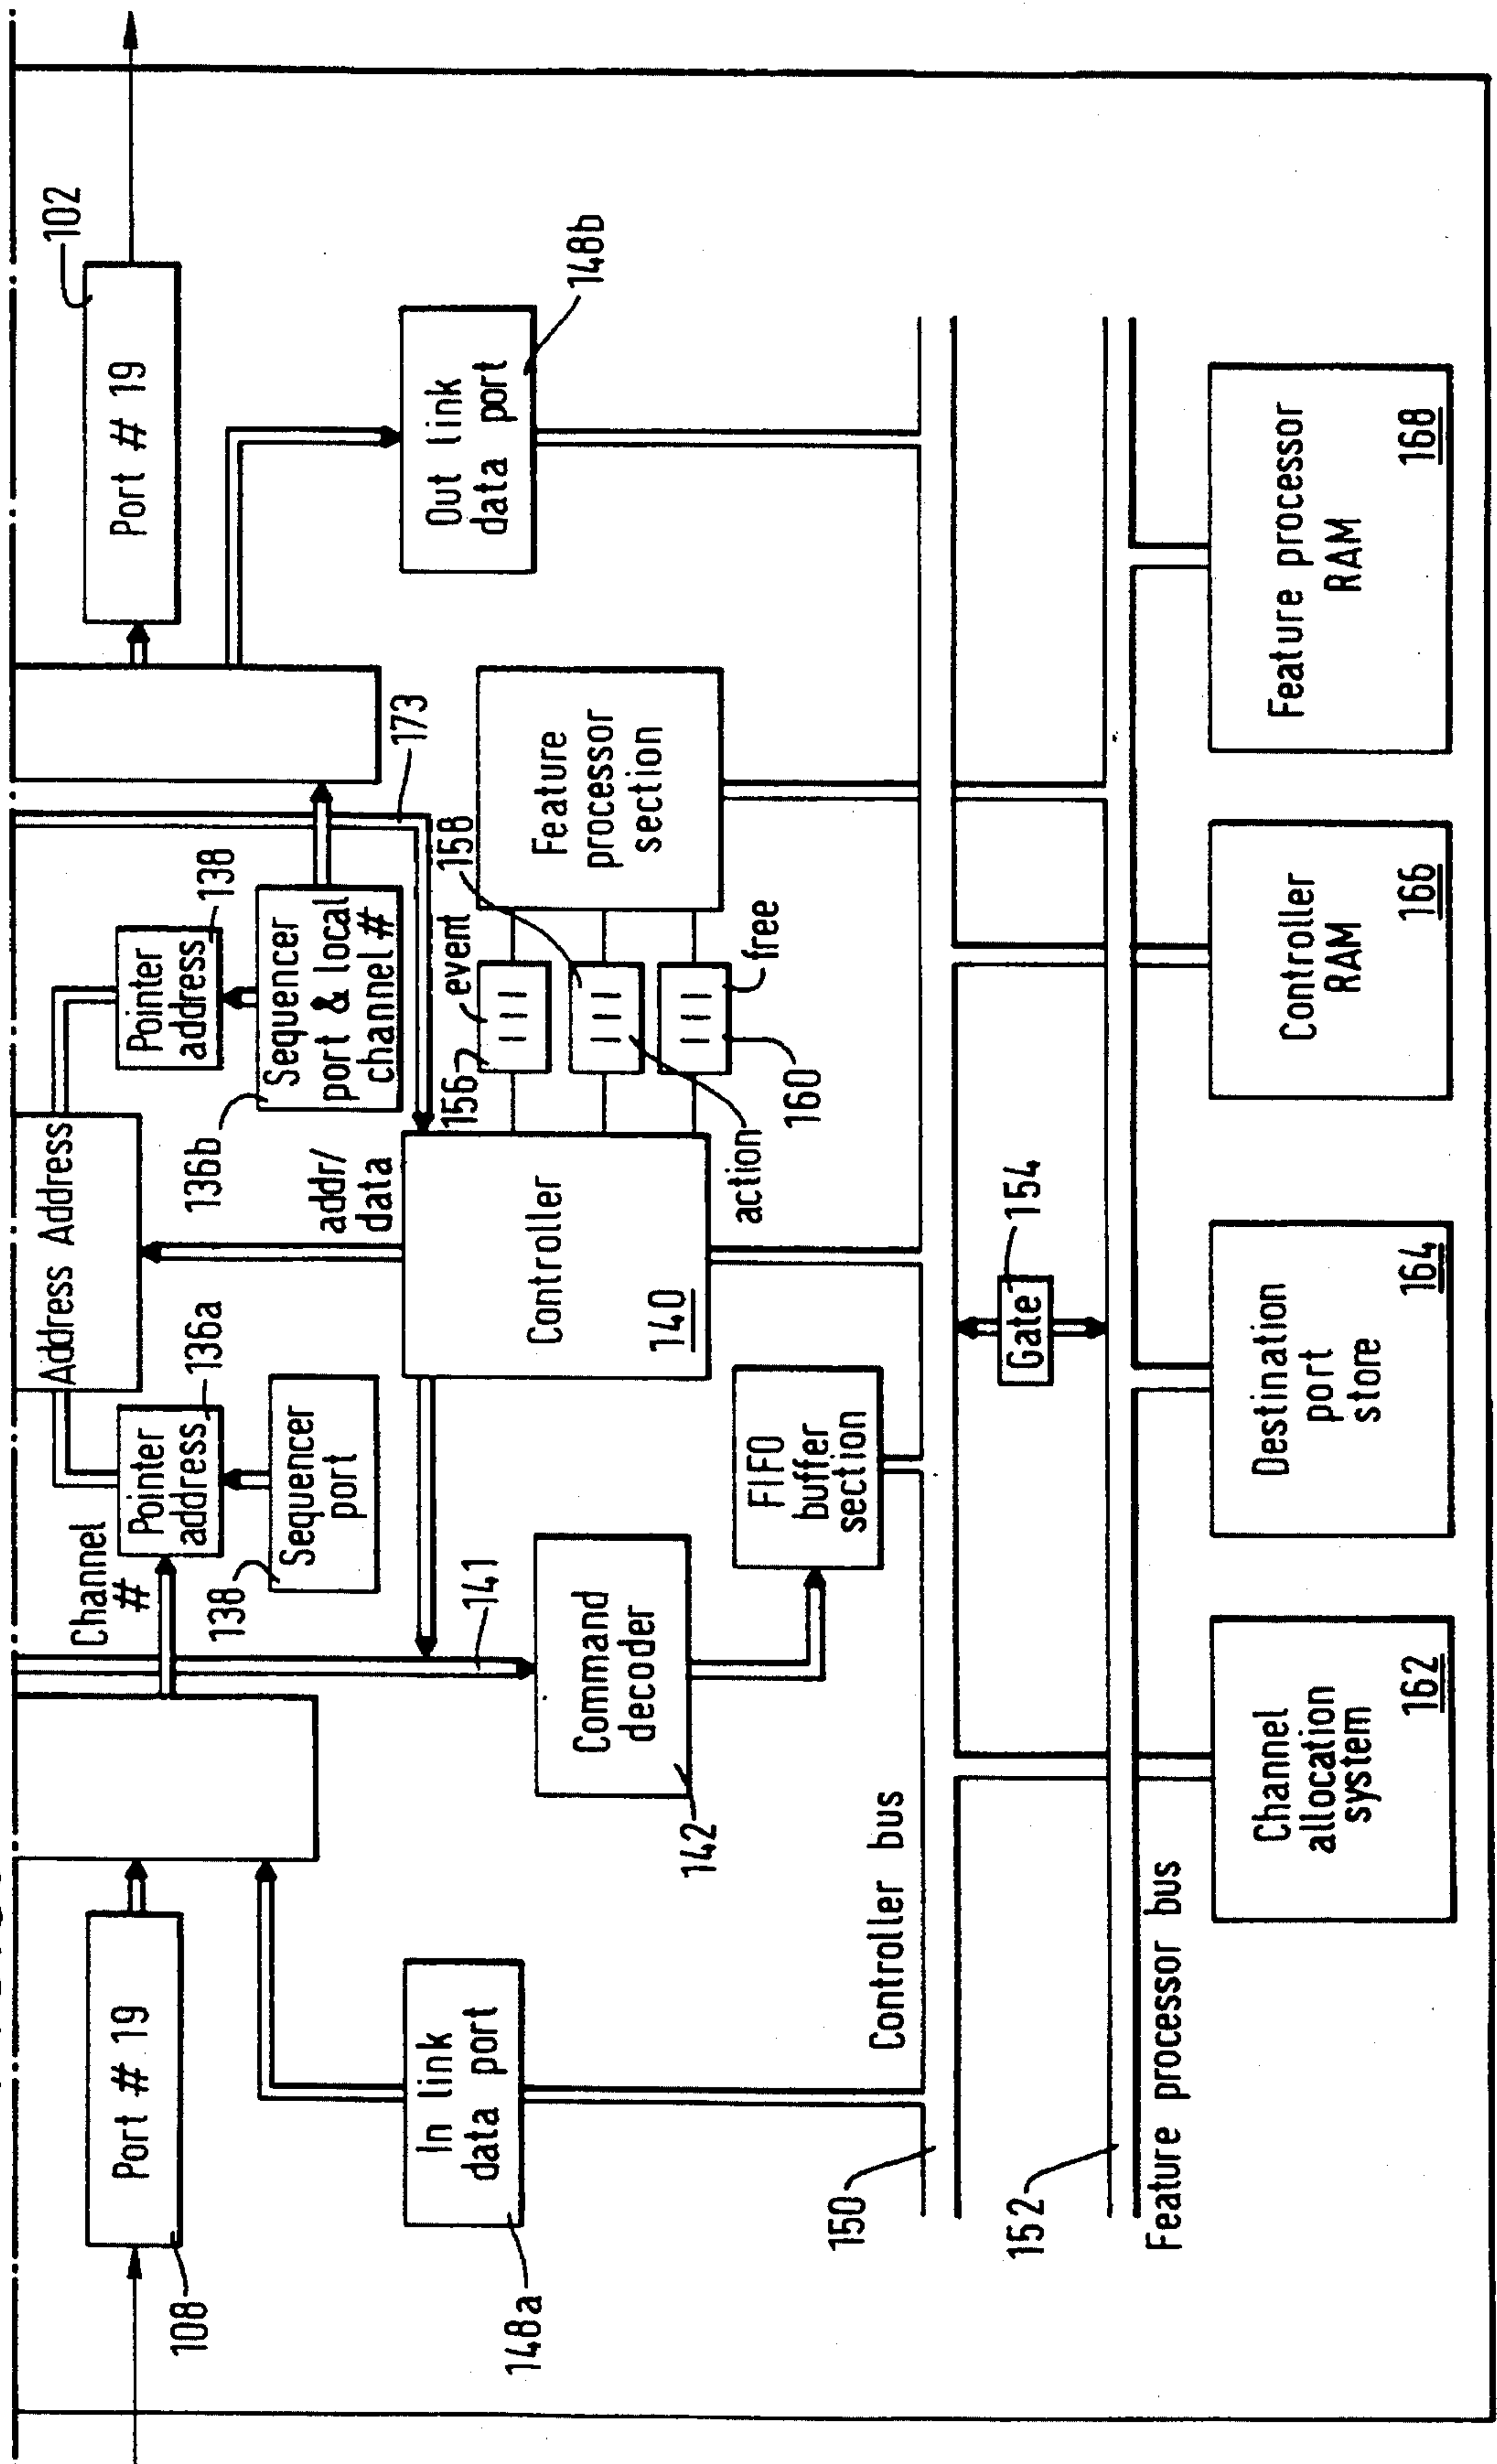 Port # 19
108
Channel
#
Pointer
address
136a
138
Sequencer
port
Address Address
Pointer
address
138
136b
Sequencer
port & local
channel #
173
Port # 19
102
In link
data port
148a
141
Command
decoder
142
addr/
data
Controller
140
156
event
158
action
160
free
Feature
processor
section
Out link
data port
148b
FIFO
buffer
section
Controller bus
150
Gate
154
152
Feature processor bus
Channel
allocation
system
162
Destination
port
store
164
Controller
RAM
166
Feature processor
RAM
168